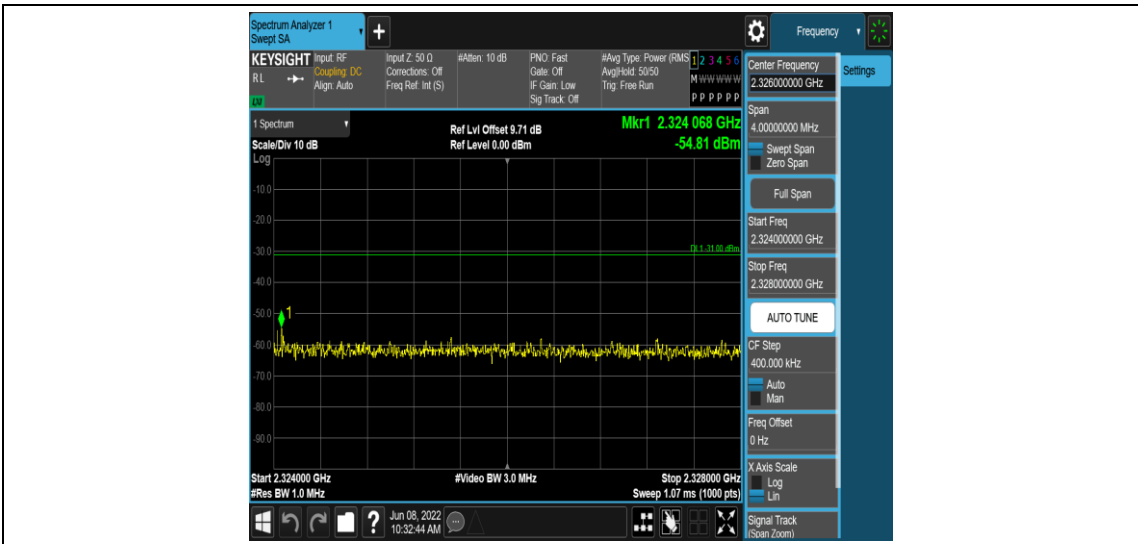 Spectrum Analyzer 1
Swept SA
+
Frequency
KEYSIGHT
RL
LXI
Input: RF
Coupling: DC
Align: Auto
Input Z: 50 Ω
Corrections: Off
Freq Ref: Int (S)
#Atten: 10 dB
PNO: Fast
Gate: Off
IF Gain: Low
Sig Track: Off
#Avg Type: Power (RMS
Avg|Hold: 50/50
Trig: Free Run
1 2 3 4 5 6
M W W W W W
P P P P P P
1 Spectrum
Scale/Div 10 dB
Log
Ref Lvl Offset 9.71 dB
Ref Level 0.00 dBm
Mkr1 2.324 068 GHz
-54.81 dBm
-10.0
-20.0
-30.0
DL1 -31.00 dBm
-40.0
-50.0
1
-60.0
-70.0
-80.0
-90.0
Start 2.324000 GHz
#Res BW 1.0 MHz
#Video BW 3.0 MHz
Stop 2.328000 GHz
Sweep 1.07 ms (1000 pts)
?
Jun 08, 2022
10:32:44 AM
Center Frequency
2.326000000 GHz
Settings
Span
4.00000000 MHz
Swept Span
Zero Span
Full Span
Start Freq
2.324000000 GHz
Stop Freq
2.328000000 GHz
AUTO TUNE
CF Step
400.000 kHz
Auto
Man
Freq Offset
0 Hz
X Axis Scale
Log
Lin
Signal Track
(Span Zoom)